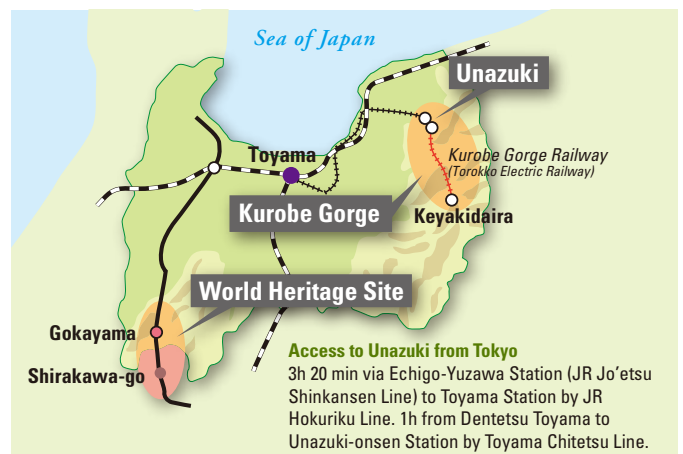 Sea of Japan
Unazuki
Toyama
Kurobe Gorge Railway
(Torokko Electric Railway)
Kurobe Gorge
Keyakidaira
World Heritage Site
Gokayama
Shirakawa-go
Access to Unazuki from Tokyo
3h 20 min via Echigo-Yuzawa Station (JR Jo’etsu
Shinkansen Line) to Toyama Station by JR
Hokuriku Line. 1h from Dentetsu Toyama to
Unazuki-onsen Station by Toyama Chitetsu Line.